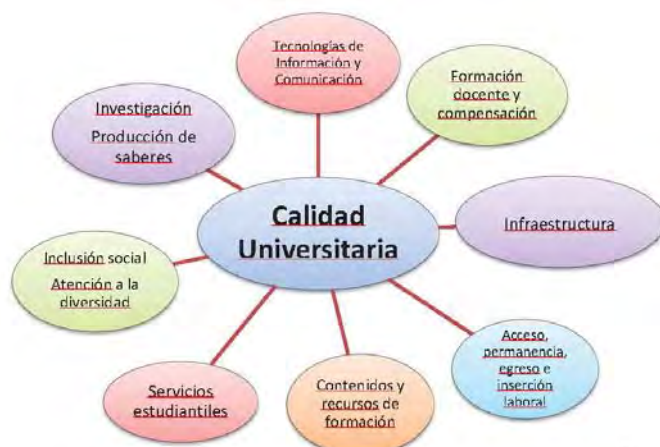 Tecnologías de
Información y
Comunicación
Formación
docente y
compensación
Investigación
Producción de
saberes
Calidad
Universitaria
Infraestructura
Inclusión social
Atención a la
diversidad
Acceso,
permanencia,
egreso e
inserción
laboral
Servicios
estudiantiles
Contenidos y
recursos de
formación